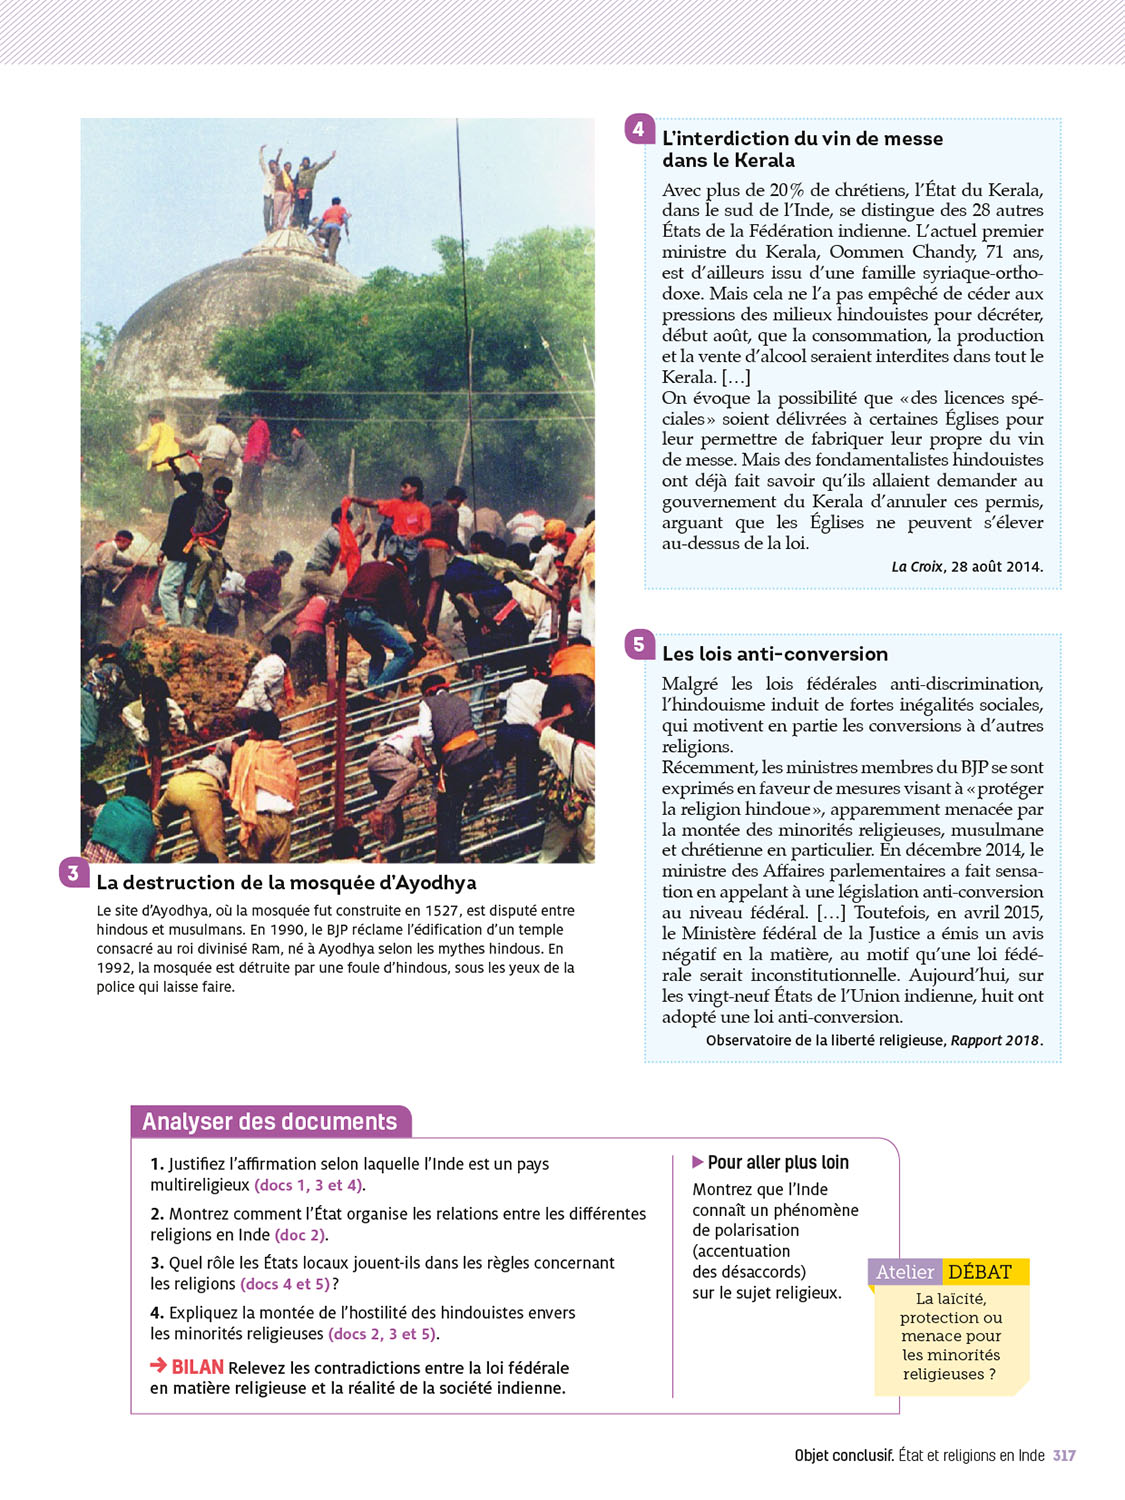 3
La destruction de la mosquée d'Ayodhya
Le site d'Ayodhya, où la mosquée fut construite en 1527, est disputé entre
hindous et musulmans. En 1990, le BJP réclame l'édification d'un temple
consacré au roi divinisé Ram, né à Ayodhya selon les mythes hindous. En
1992, la mosquée est détruite par une foule d'hindous, sous les yeux de la
police qui laisse faire.
4
L'interdiction du vin de messe
dans le Kerala
Avec plus de 20% de chrétiens, l'État du Kerala,
dans le sud de l'Inde, se distingue des 28 autres
États de la Fédération indienne. L'actuel premier
ministre du Kerala, Oommen Chandy, 71 ans,
est d'ailleurs issu d'une famille syriaque-ortho-
doxe. Mais cela ne l'a pas empêché de céder aux
pressions des milieux hindouistes pour décréter,
début août, que la consommation, la production
et la vente d'alcool seraient interdites dans tout le
Kerala. […]
On évoque la possibilité que «des licences spé-
ciales» soient délivrées à certaines Églises pour
leur permettre de fabriquer leur propre du vin
de messe. Mais des fondamentalistes hindouistes
ont déjà fait savoir qu'ils allaient demander au
gouvernement du Kerala d'annuler ces permis,
arguant que les Églises ne peuvent s'élever
au-dessus de la loi.
La Croix, 28 août 2014.
5
Les lois anti-conversion
Malgré les lois fédérales anti-discrimination,
l'hindouisme induit de fortes inégalités sociales,
qui motivent en partie les conversions à d'autres
religions.
Récemment, les ministres membres du BJP se sont
exprimés en faveur de mesures visant à «protéger
la religion hindoue», apparemment menacée par
la montée des minorités religieuses, musulmane
et chrétienne en particulier. En décembre 2014, le
ministre des Affaires parlementaires a fait sensa-
tion en appelant à une législation anti-conversion
au niveau fédéral. […] Toutefois, en avril 2015,
le Ministère fédéral de la Justice a émis un avis
négatif en la matière, au motif qu'une loi fédé-
rale serait inconstitutionnelle. Aujourd'hui, sur
les vingt-neuf États de l'Union indienne, huit ont
adopté une loi anti-conversion.
Observatoire de la liberté religieuse, Rapport 2018.
Analyser des documents
1. Justifiez l'affirmation selon laquelle l'Inde est un pays
multireligieux (docs 1, 3 et 4).
2. Montrez comment l'État organise les relations entre les différentes
religions en Inde (doc 2).
3. Quel rôle les États locaux jouent-ils dans les règles concernant
les religions (docs 4 et 5)?
4. Expliquez la montée de l'hostilité des hindouistes envers
les minorités religieuses (docs 2, 3 et 5).
→ BILAN Relevez les contradictions entre la loi fédérale
en matière religieuse et la réalité de la société indienne.
▶ Pour aller plus loin
Montrez que l'Inde
connaît un phénomène
de polarisation
(accentuation
des désaccords)
sur le sujet religieux.
Atelier DÉBAT
La laïcité,
protection ou
menace pour
les minorités
religieuses ?
Objet conclusif. État et religions en Inde 317